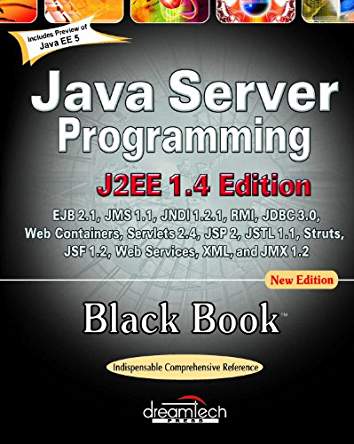 Includes Preview of
Java EE 5
Java Server
Programming
J2EE 1.4 Edition
EJB 2.1, JMS 1.1, JNDI 1.2.1, RMI, JDBC 3.0,
Web Containers, Servlets 2.4, JSP 2, JSTL 1.1, Struts,
JSF 1.2, Web Services, XML, and JMX 1.2
New Edition
Black Book™
Indispensable Comprehensive Reference
dreamtech
PRESS